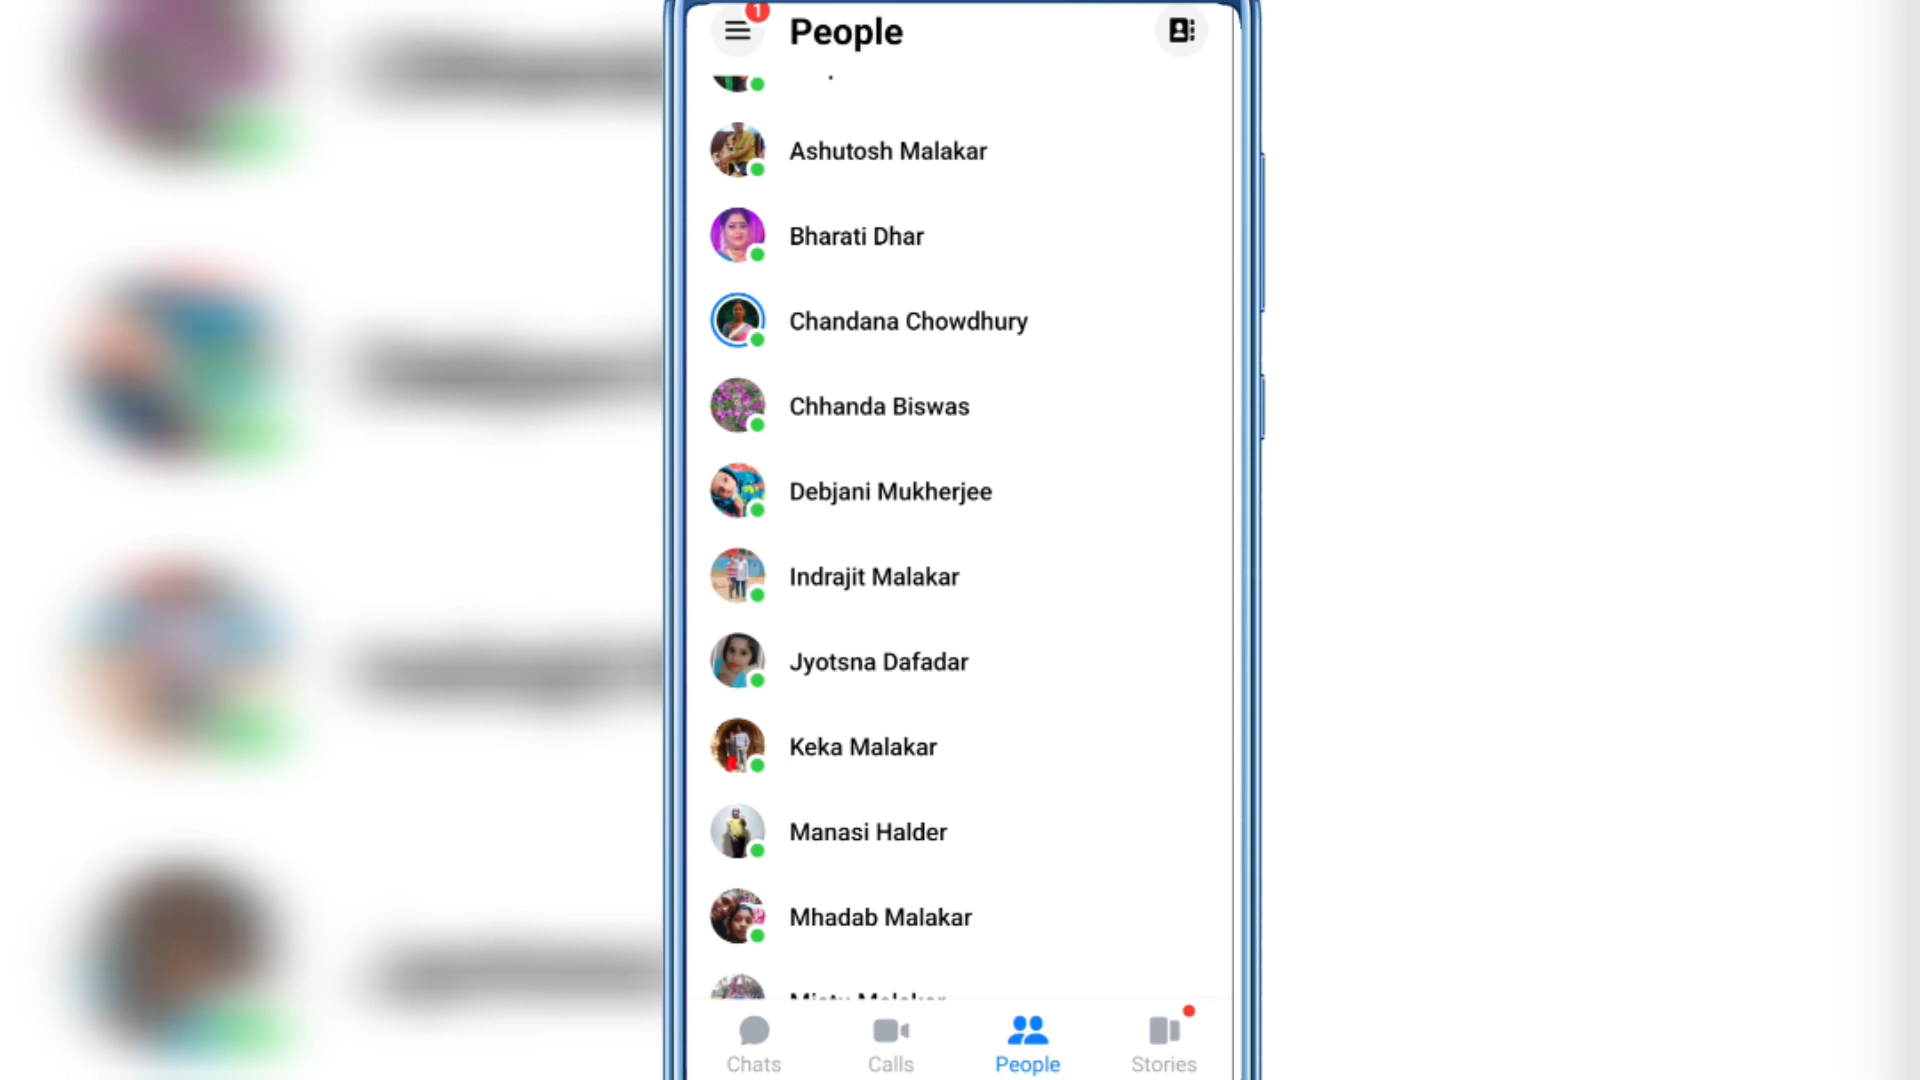 1
People
Ashutosh Malakar
Bharati Dhar
Chandana Chowdhury
Chhanda Biswas
Debjani Mukherjee
Indrajit Malakar
Jyotsna Dafadar
Keka Malakar
Manasi Halder
Mhadab Malakar
Chats
Calls
People
Stories